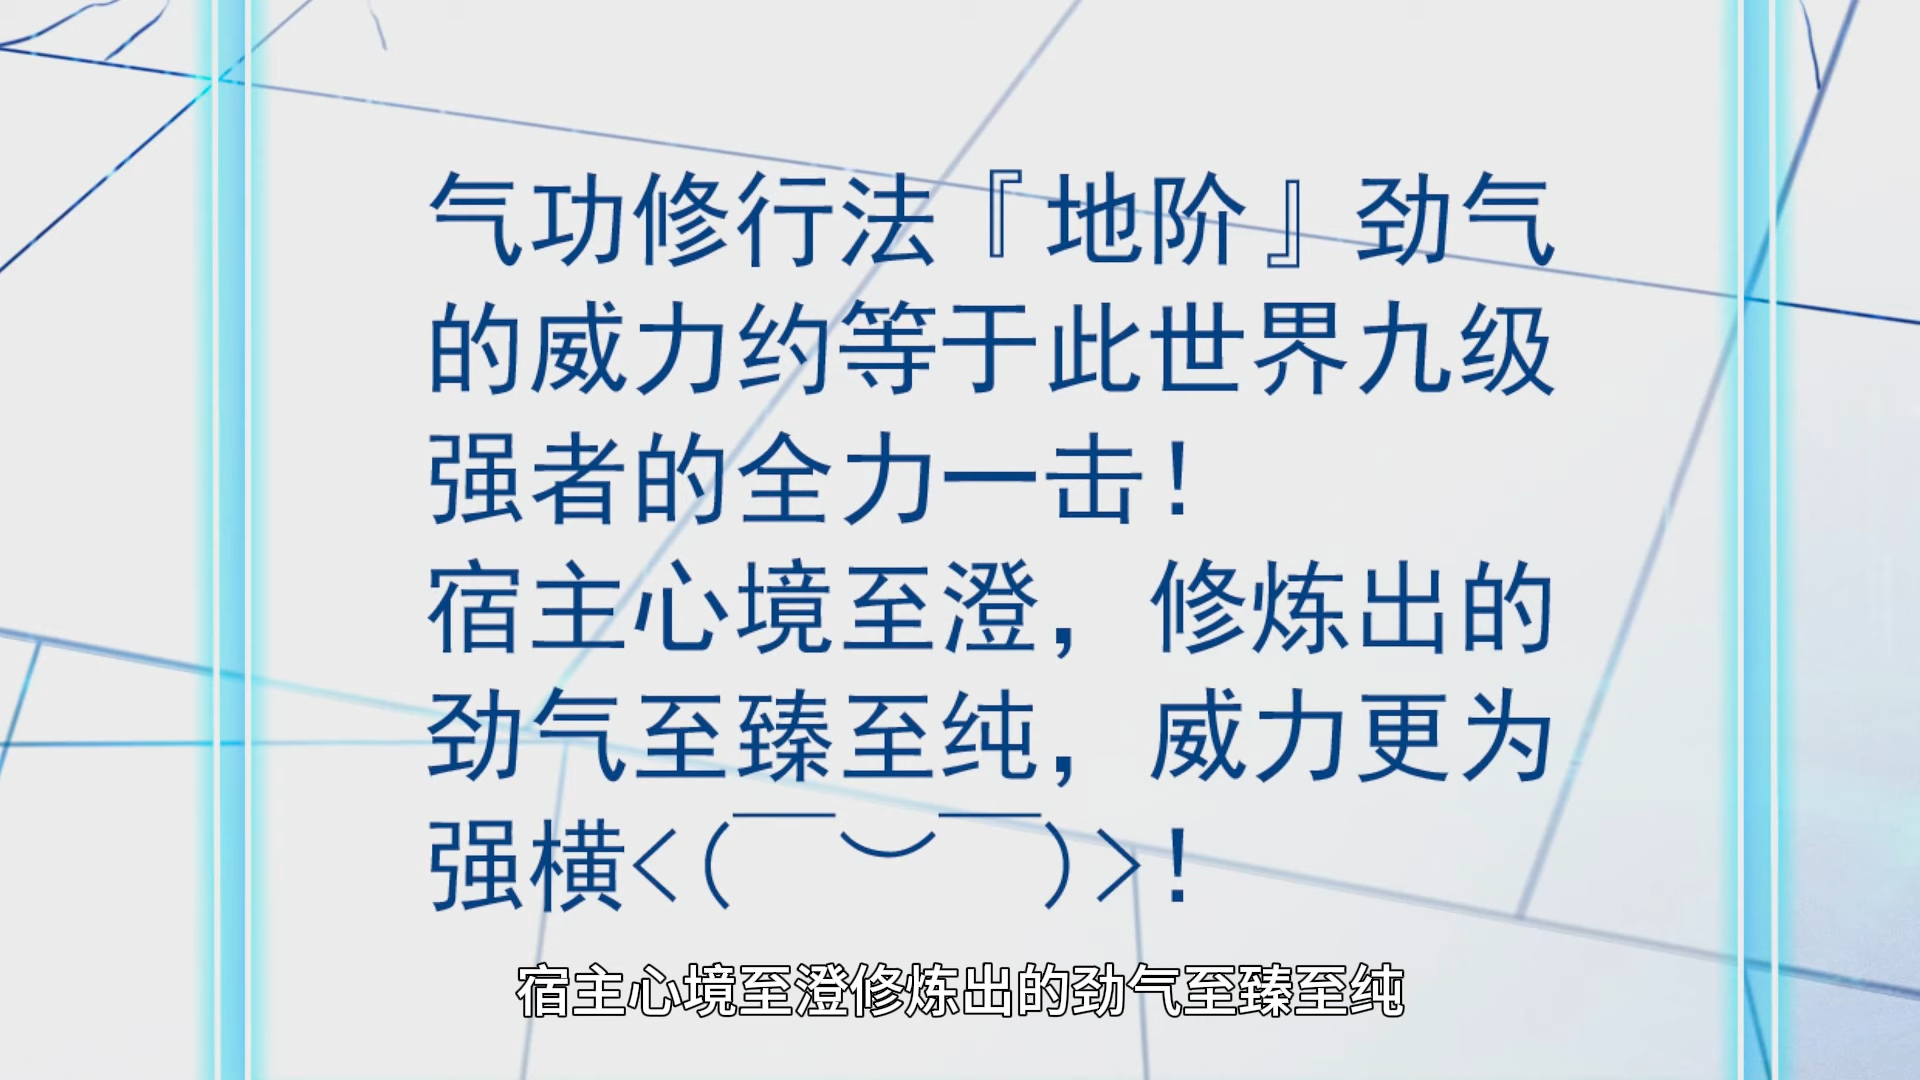 气功修行法『地阶』劲气
的威力约等于此世界九级
强者的全力一击！
宿主心境至澄，修炼出的
劲气至臻至纯，威力更为
强横<(￣︶￣)>！
宿主心境至澄修炼出的劲气至臻至纯